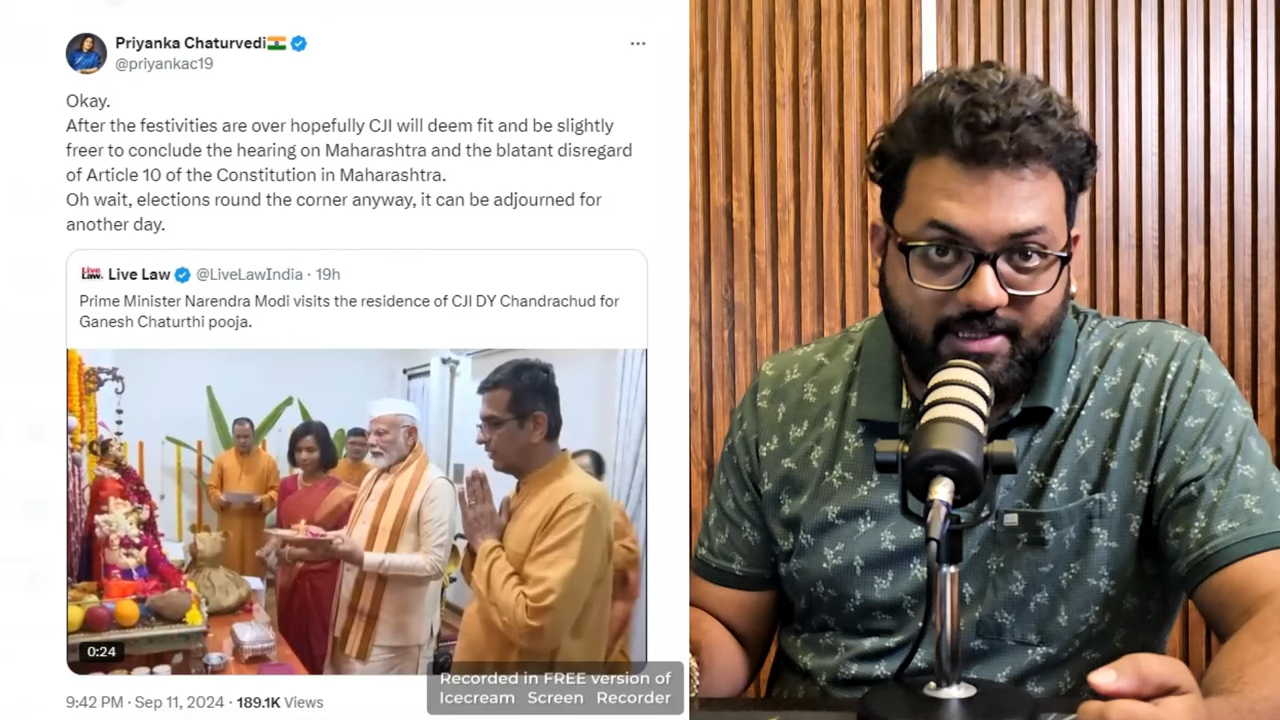 Priyanka Chaturvedi
@priyankac19
Okay.
After the festivities are over hopefully CJI will deem fit and be slightly
freer to conclude the hearing on Maharashtra and the blatant disregard
of Article 10 of the Constitution in Maharashtra.
Oh wait, elections round the corner anyway, it can be adjourned for
another day.
Live Law.
Live Law @LiveLawIndia · 19h
Prime Minister Narendra Modi visits the residence of CJI DY Chandrachud for
Ganesh Chaturthi pooja.
0:24
Recorded in FREE version of
Icecream Screen Recorder
9:42 PM · Sep 11, 2024 · 189.1K Views